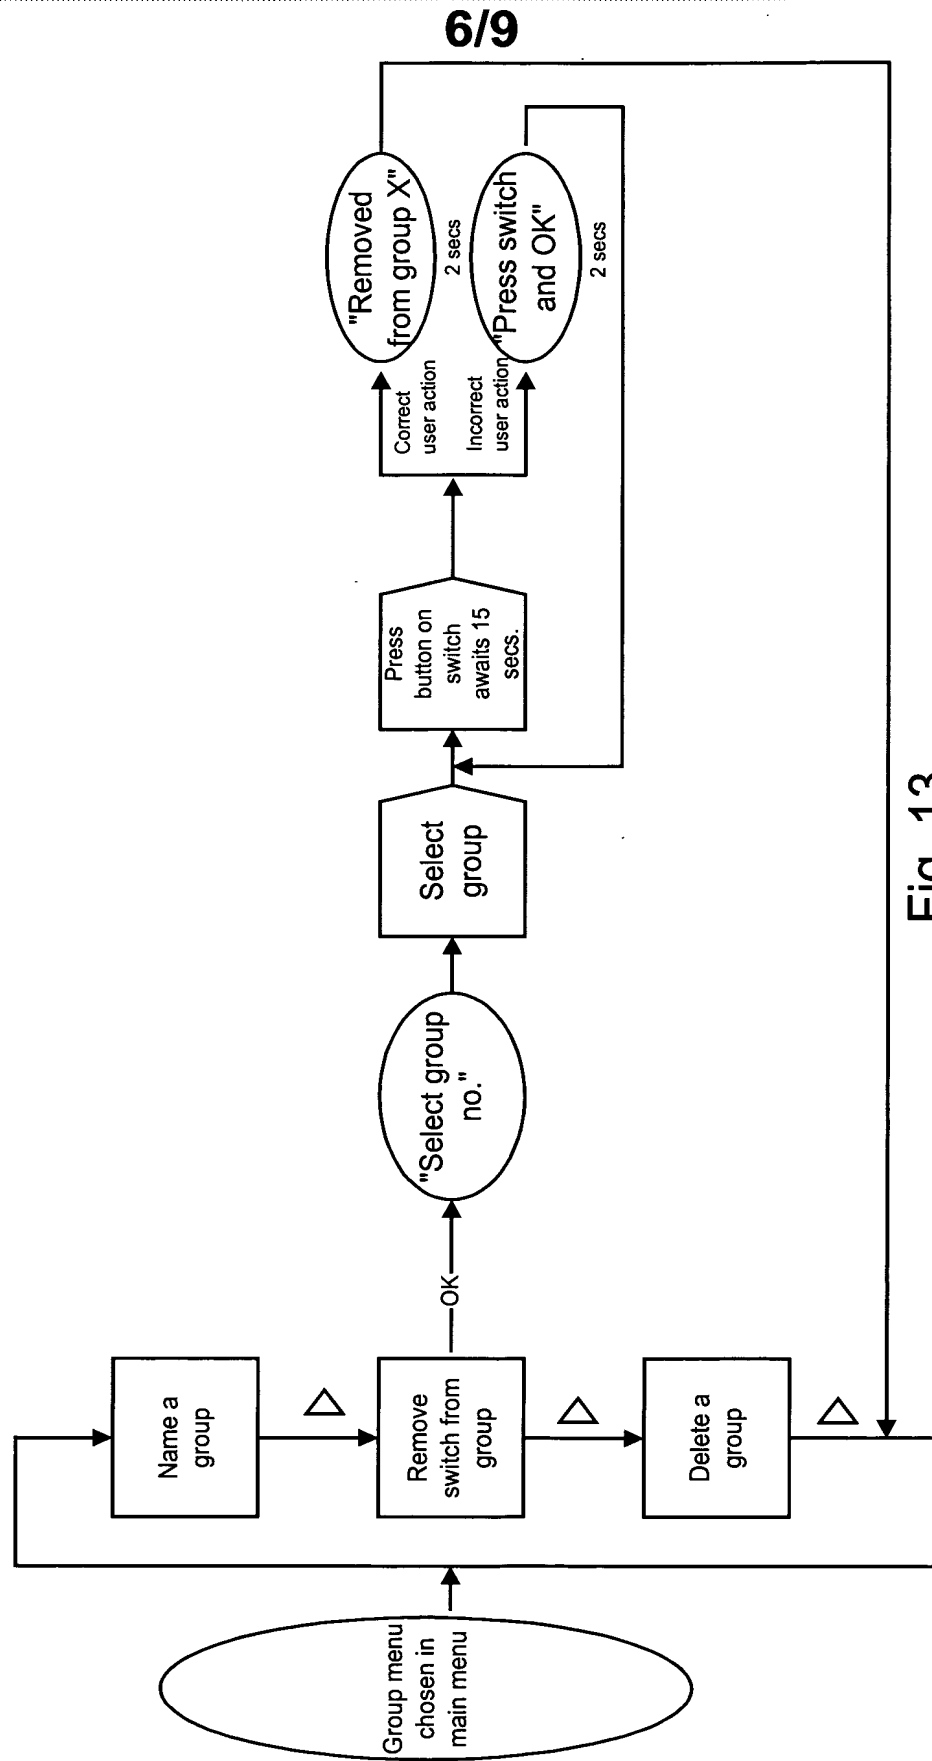 6/9
Group menu
chosen in
main menu
Name a
group
Remove
switch from
group
Delete a
group
OK
"Select group
no."
Select
group
Press
button on
switch
awaits 15
secs.
Correct
user action
Incorrect
user action
"Removed
from group X"
2 secs
"Press switch
and OK"
2 secs
Fig. 13